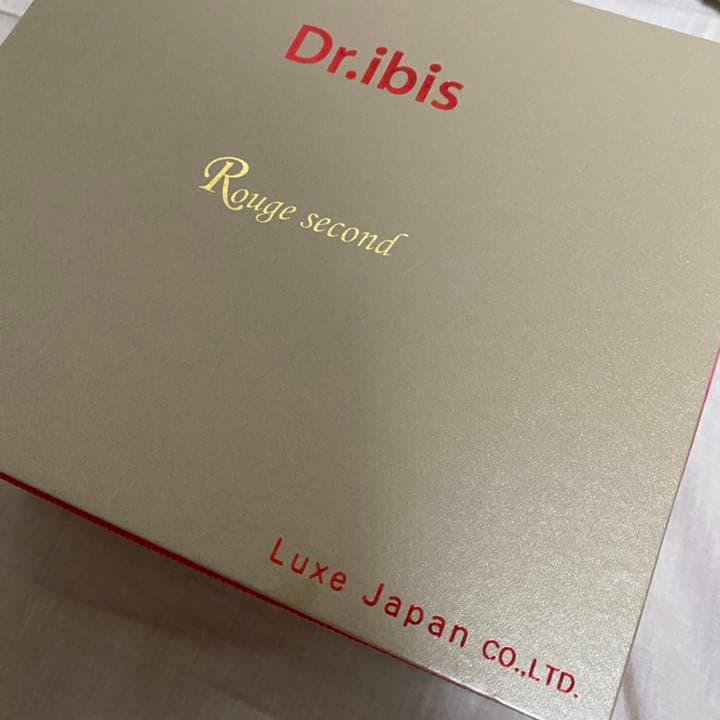 Dr.ibis
Rouge second
Luxe Japan CO.,LTD.